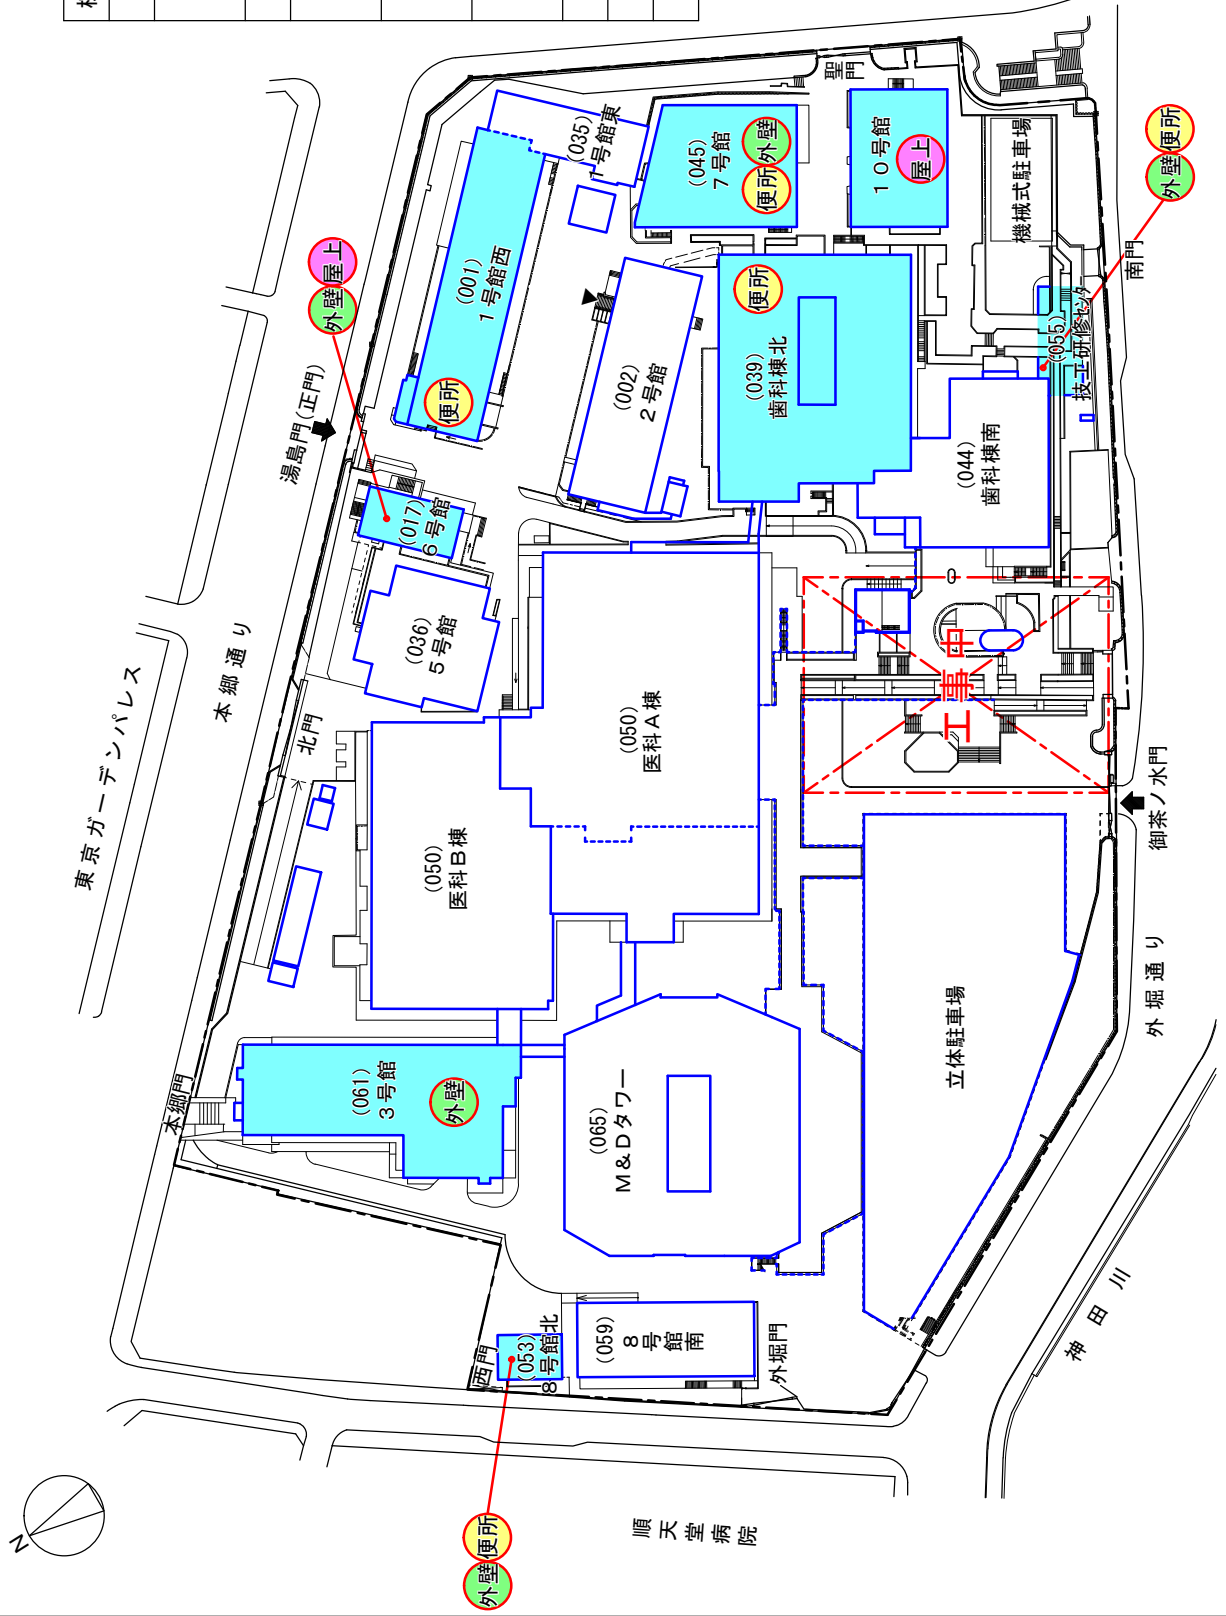 東京ガーデンパレス
本郷通り
湯島門(正門)
北門
本郷門
聖門
南門
御茶ノ水門
外堀通り
神田川
外堀門
西門
順天堂病院
N
外壁 屋上
(017)
6号館
便所
(001)
1号館西
(035)
1号館東
(045)
7号館
便所 外壁
10号館
屋上
機械式駐車場
外壁 便所
(055)
技工研修センター
(002)
2号館
便所
(039)
歯科棟北
(044)
歯科棟南
(036)
5号館
(050)
医科A棟
(050)
医科B棟
工事中
(061)
3号館
外壁
(065)
M&Dタワー
立体駐車場
(053)
8号館北
外壁 便所
(059)
8号館南